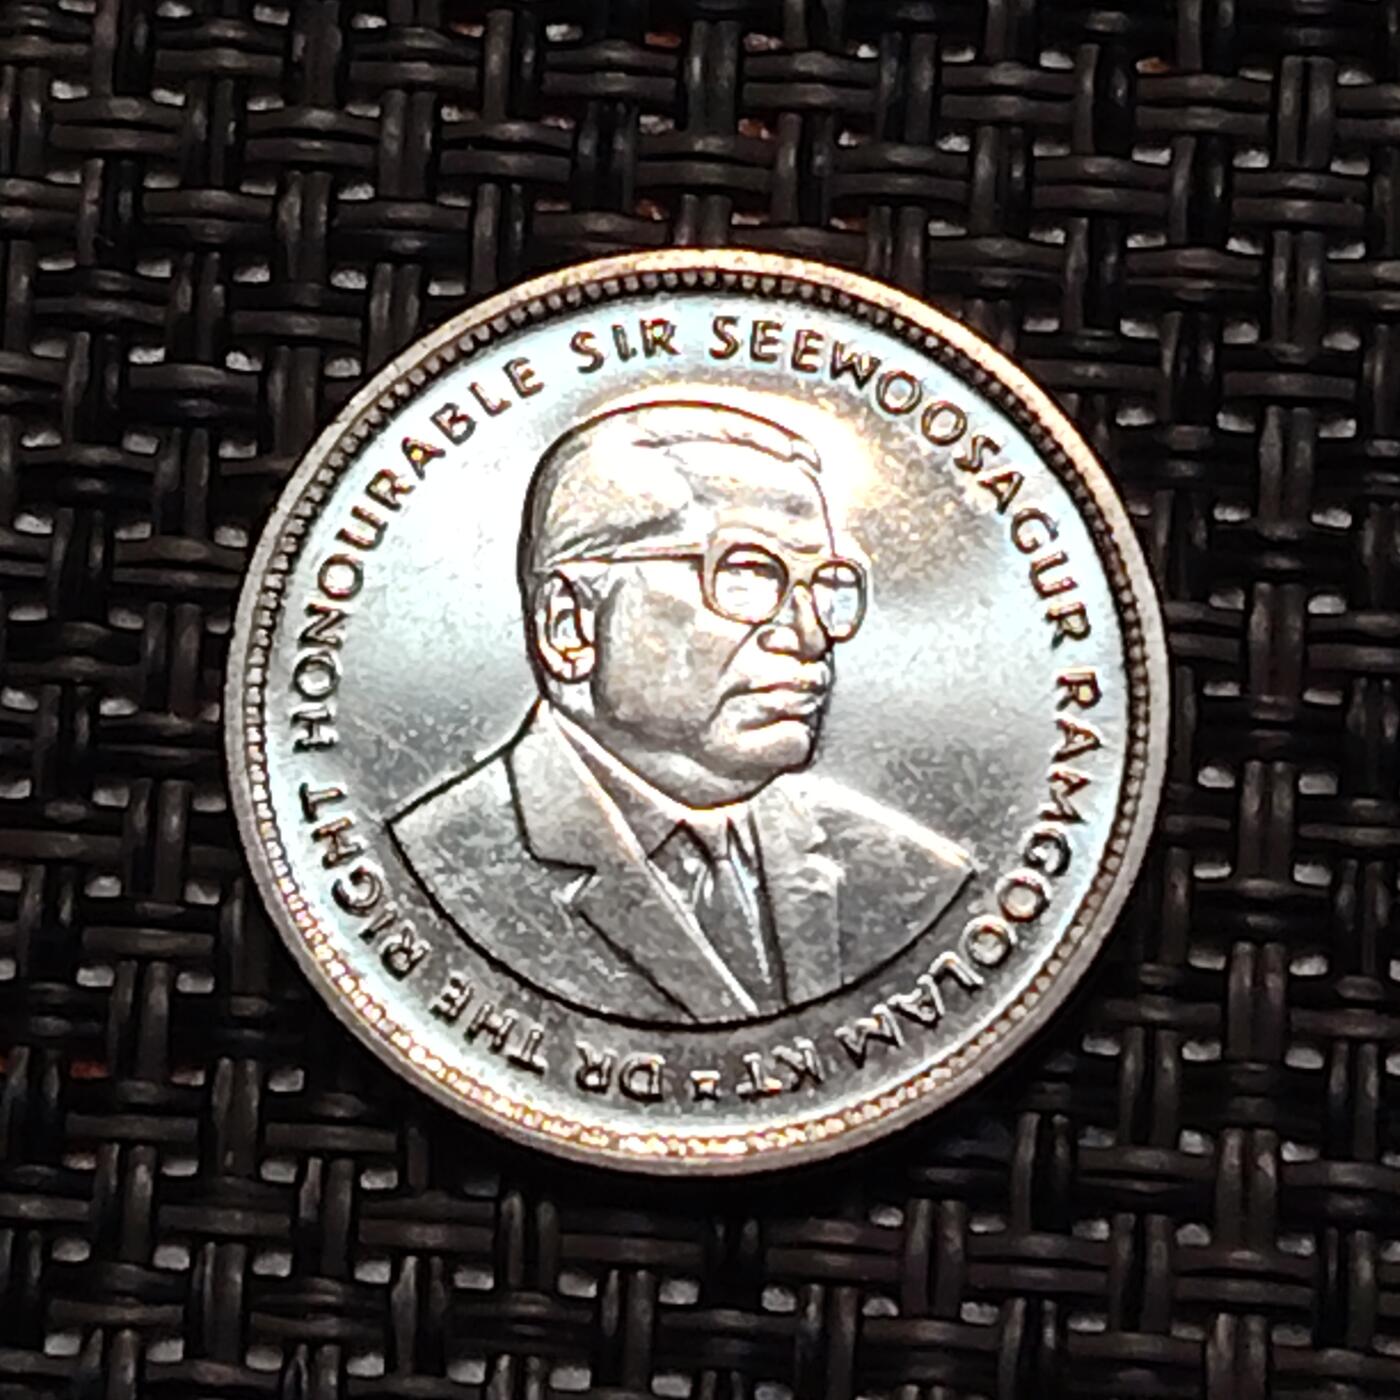 DR THE RIGHT HONOURABLE SIR SEEWOOSAGUR RAMGOOLAM KT